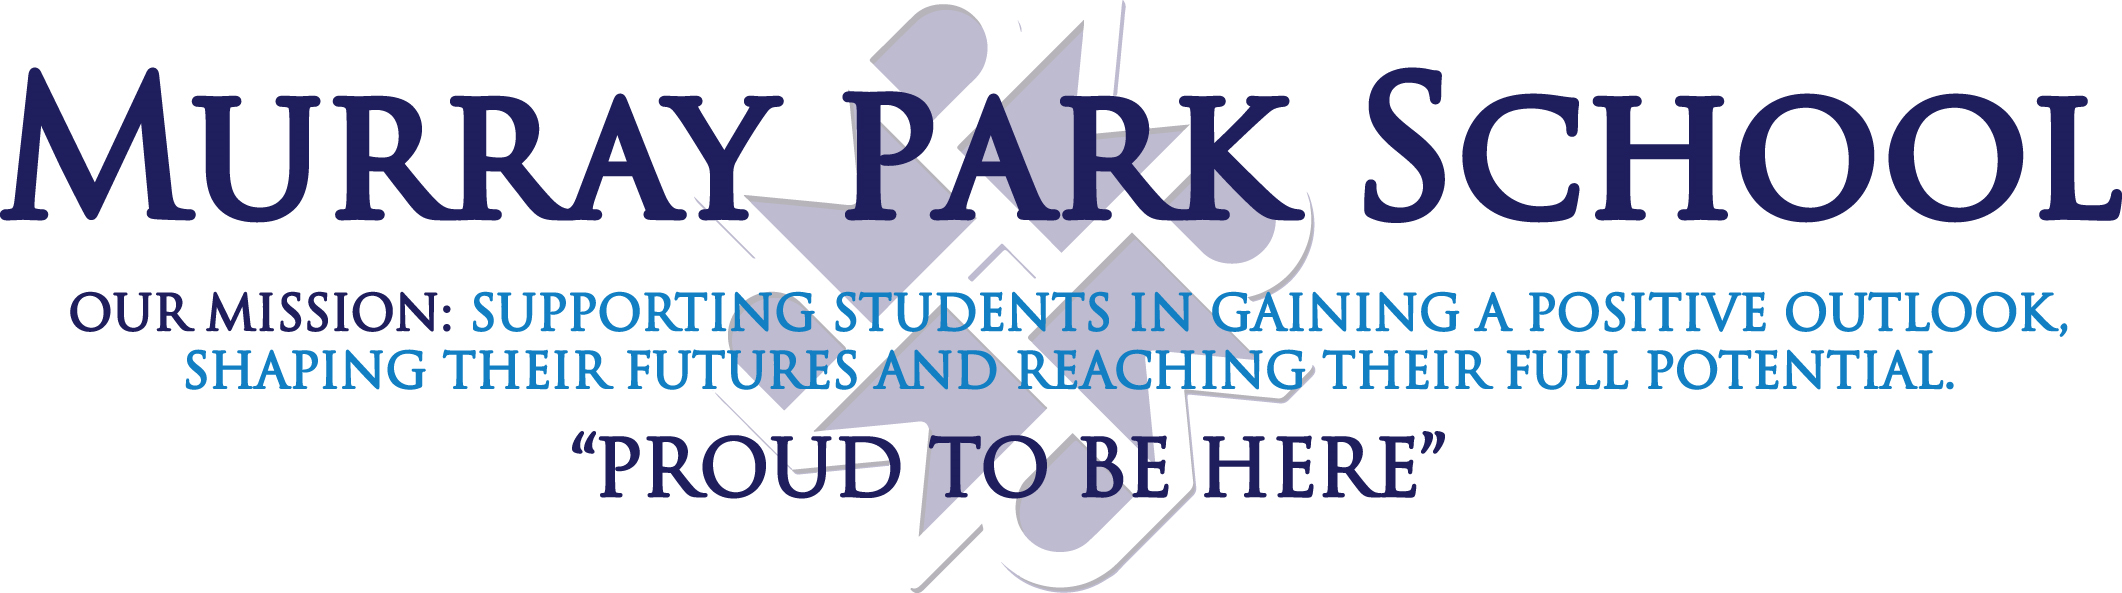 MURRAY PARK SCHOOL
OUR MISSION: SUPPORTING STUDENTS IN GAINING A POSITIVE OUTLOOK,
SHAPING THEIR FUTURES AND REACHING THEIR FULL POTENTIAL.
“PROUD TO BE HERE”